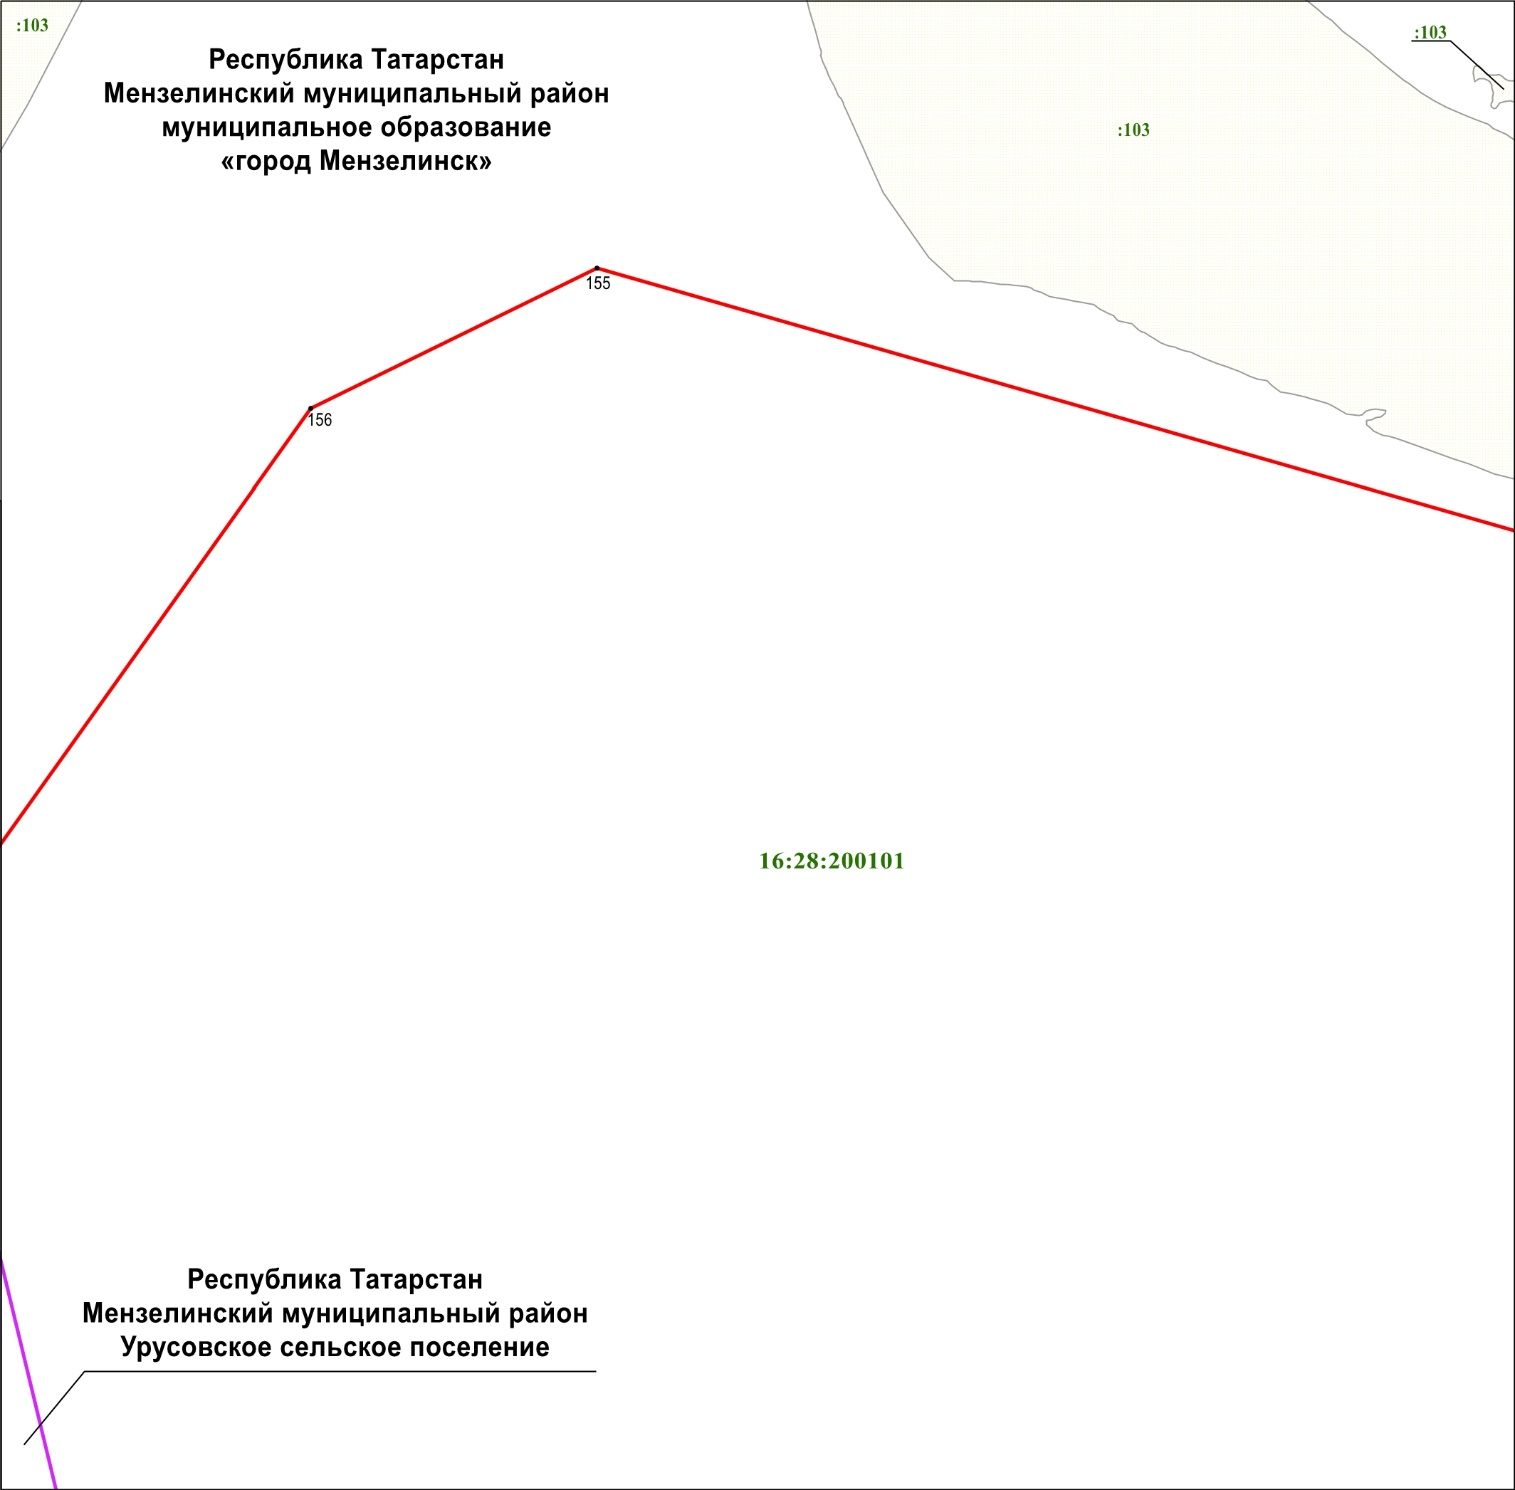 :103
:103
Республика Татарстан
Мензелинский муниципальный район
муниципальное образование
«город Мензелинск»
:103
155
156
16:28:200101
Республика Татарстан
Мензелинский муниципальный район
Урусовское сельское поселение